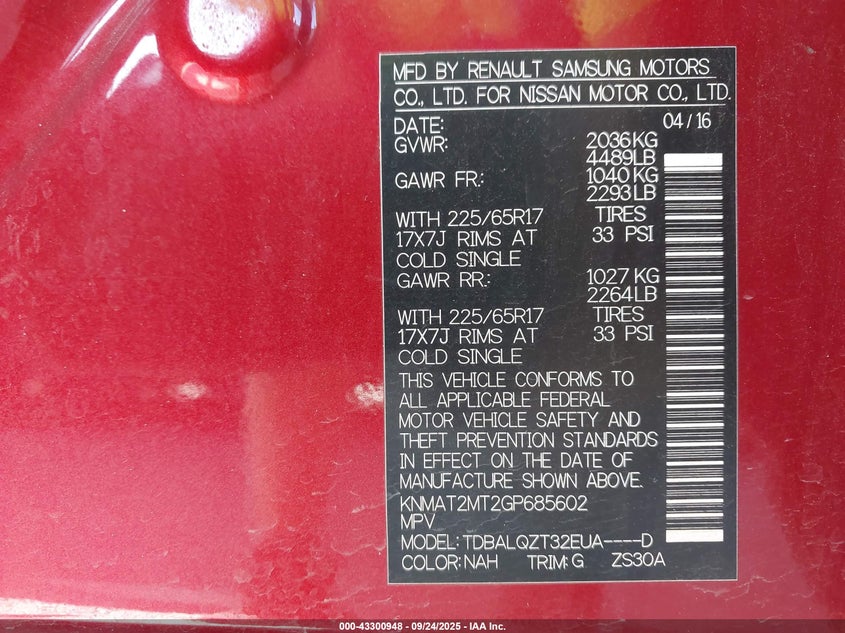 MFD BY RENAULT SAMSUNG MOTORS
CO., LTD. FOR NISSAN MOTOR CO., LTD.
DATE: 04/16
GVWR: 2036KG
4489LB
GAWR FR.: 1040KG
2293LB
WITH 225/65R17 TIRES
17X7J RIMS AT 33 PSI
COLD SINGLE
GAWR RR.: 1027KG
2264LB
WITH 225/65R17 TIRES
17X7J RIMS AT 33 PSI
COLD SINGLE
THIS VEHICLE CONFORMS TO
ALL APPLICABLE FEDERAL
MOTOR VEHICLE SAFETY AND
THEFT PREVENTION STANDARDS
IN EFFECT ON THE DATE OF
MANUFACTURE SHOWN ABOVE.
KNMAT2MT2GP685602
MPV
MODEL: TDBALQZT32EUA----D
COLOR: NAH TRIM: G ZS30A
000-43300948 - 09/24/2025 - IAA Inc.